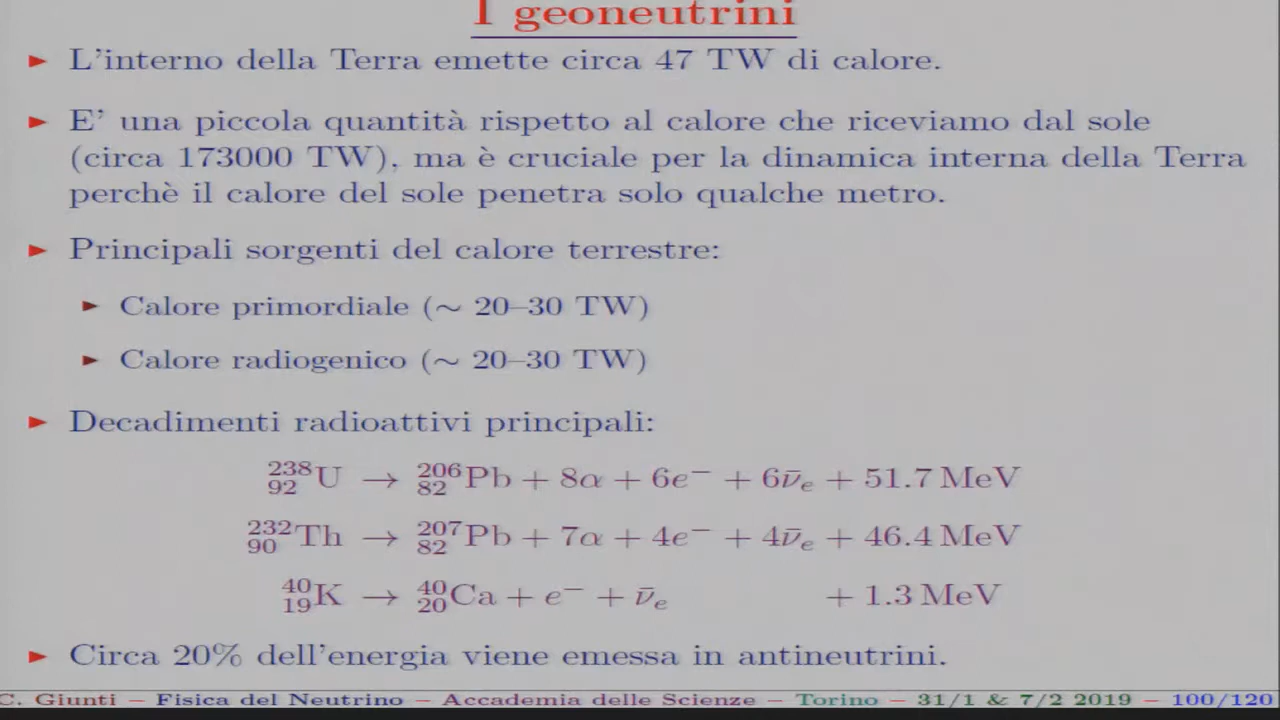 I geoneutrini
► L'interno della Terra emette circa 47 TW di calore.
► E' una piccola quantità rispetto al calore che riceviamo dal sole
(circa 173000 TW), ma è cruciale per la dinamica interna della Terra
perchè il calore del sole penetra solo qualche metro.
► Principali sorgenti del calore terrestre:
► Calore primordiale (∼ 20–30 TW)
► Calore radiogenico (∼ 20–30 TW)
► Decadimenti radioattivi principali:
²³⁸₉₂U → ²⁰⁶₈₂Pb + 8α + 6e⁻ + 6ν̄ₑ + 51.7 MeV
²³²₉₀Th → ²⁰⁷₈₂Pb + 7α + 4e⁻ + 4ν̄ₑ + 46.4 MeV
⁴⁰₁₉K → ⁴⁰₂₀Ca + e⁻ + ν̄ₑ + 1.3 MeV
► Circa 20% dell'energia viene emessa in antineutrini.
C. Giunti – Fisica del Neutrino – Accademia delle Scienze – Torino – 31/1 & 7/2 2019 – 100/120